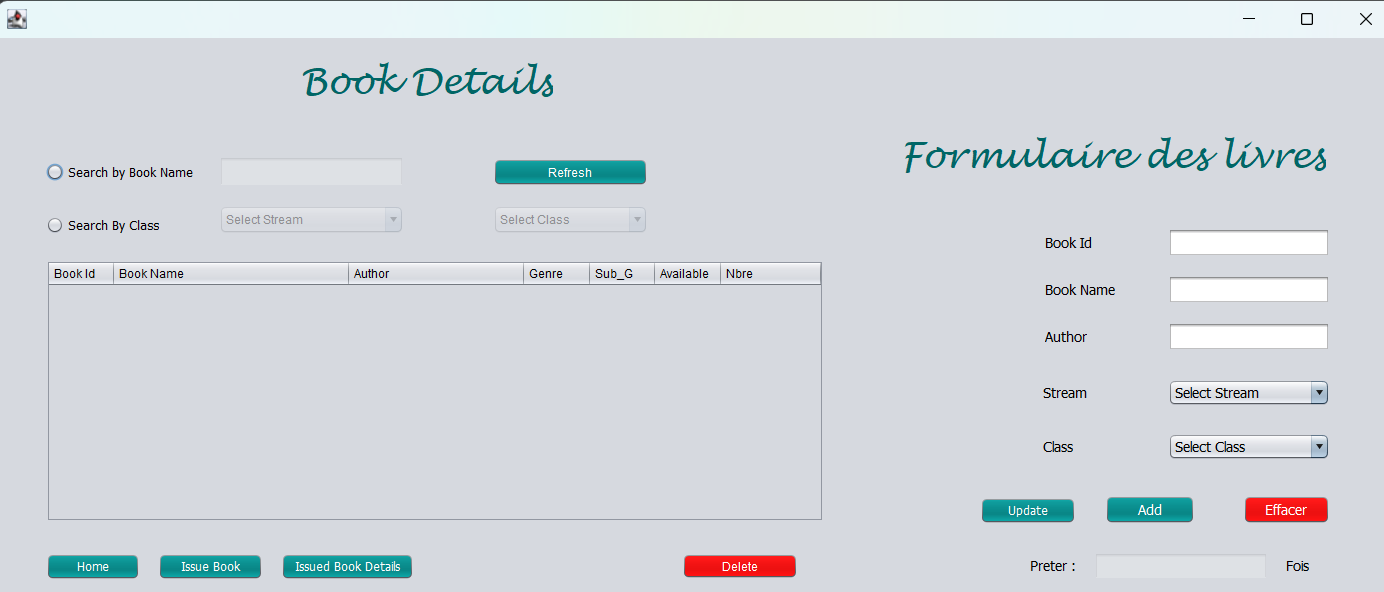 Book Details
Formulaire des livres
Search by Book Name
Refresh
Search By Class
Select Stream
Select Class
Book Id
Book Name
Author
Genre
Sub_G
Available
Nbre
Book Id
Book Name
Author
Stream
Select Stream
Class
Select Class
Update
Add
Effacer
Home
Issue Book
Issued Book Details
Delete
Preter :
Fois